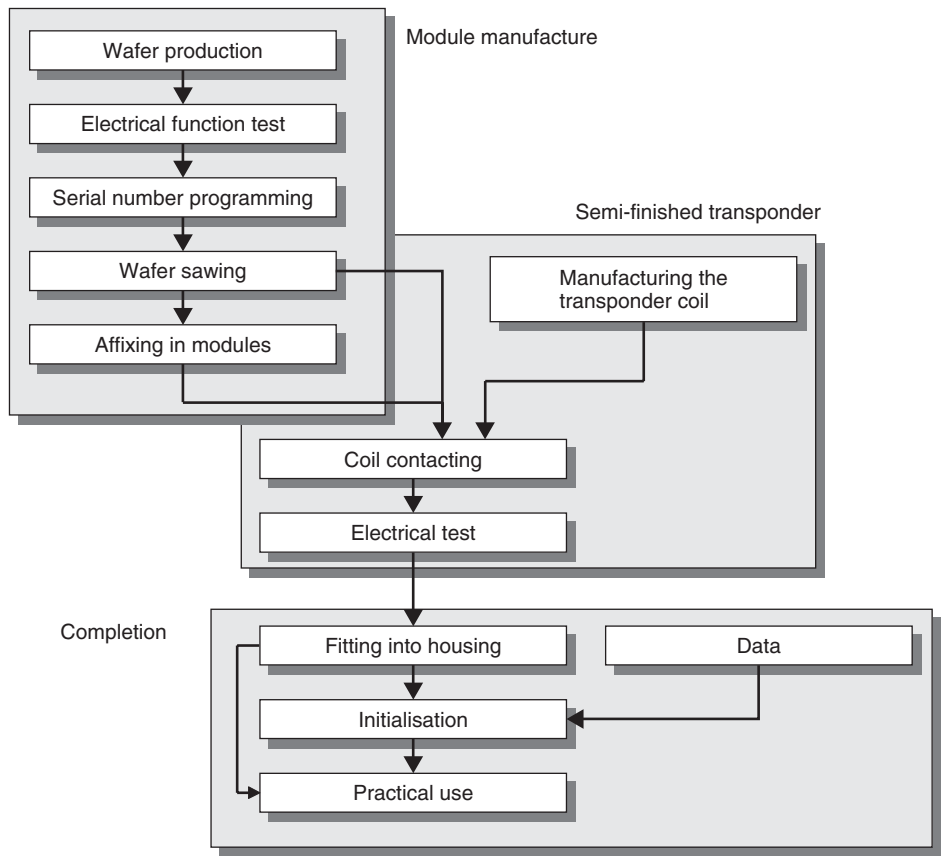 Module manufacture
Wafer production
Electrical function test
Serial number programming
Wafer sawing
Affixing in modules
Semi-finished transponder
Manufacturing the
transponder coil
Coil contacting
Electrical test
Completion
Fitting into housing
Data
Initialisation
Practical use